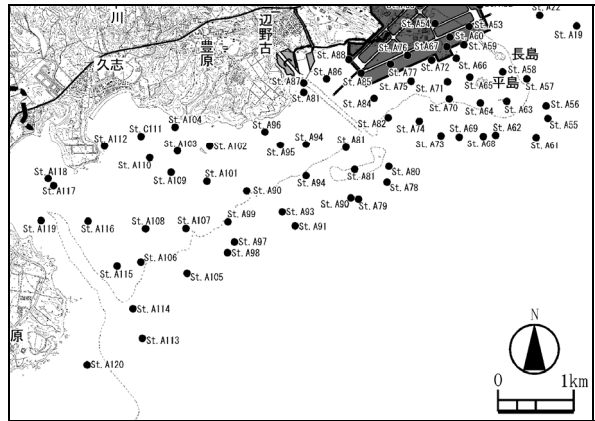 St. A22
St. A54
St. A53
St. A19
川
辺野古
豊原
久志
St. A60
St. A76
St. A67
St. A59
St. A88
長島
St. A77
St. A72
St. A66
St. A58
St. A86
St. A85
St. A87
St. A75
St. A71
St. A65
平島
St. A57
St. A81
St. A84
St. A70
St. A64
St. A63
St. A56
St. A82
St. A74
St. A55
St. A104
St. C111
St. A96
St. A73
St. A69
St. A68
St. A62
St. A61
St. A112
St. A103
St. A102
St. A94
St. A81
St. A110
St. A95
St. A118
St. A109
St. A101
St. A94
St. A81
St. A80
St. A117
St. A78
St. A90
St. A90
St. A79
St. A119
St. A116
St. A108
St. A107
St. A99
St. A93
St. A91
St. A97
St. A98
St. A106
St. A115
St. A105
St. A114
原
St. A113
N
St. A120
0 1km